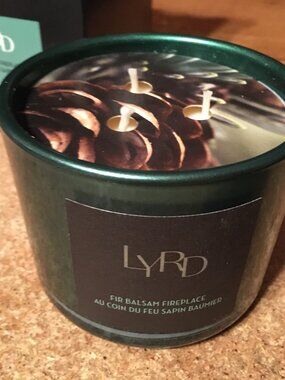 LYRD
FIR BALSAM FIREPLACE
AU COIN DU FEU SAPIN BAUMIER